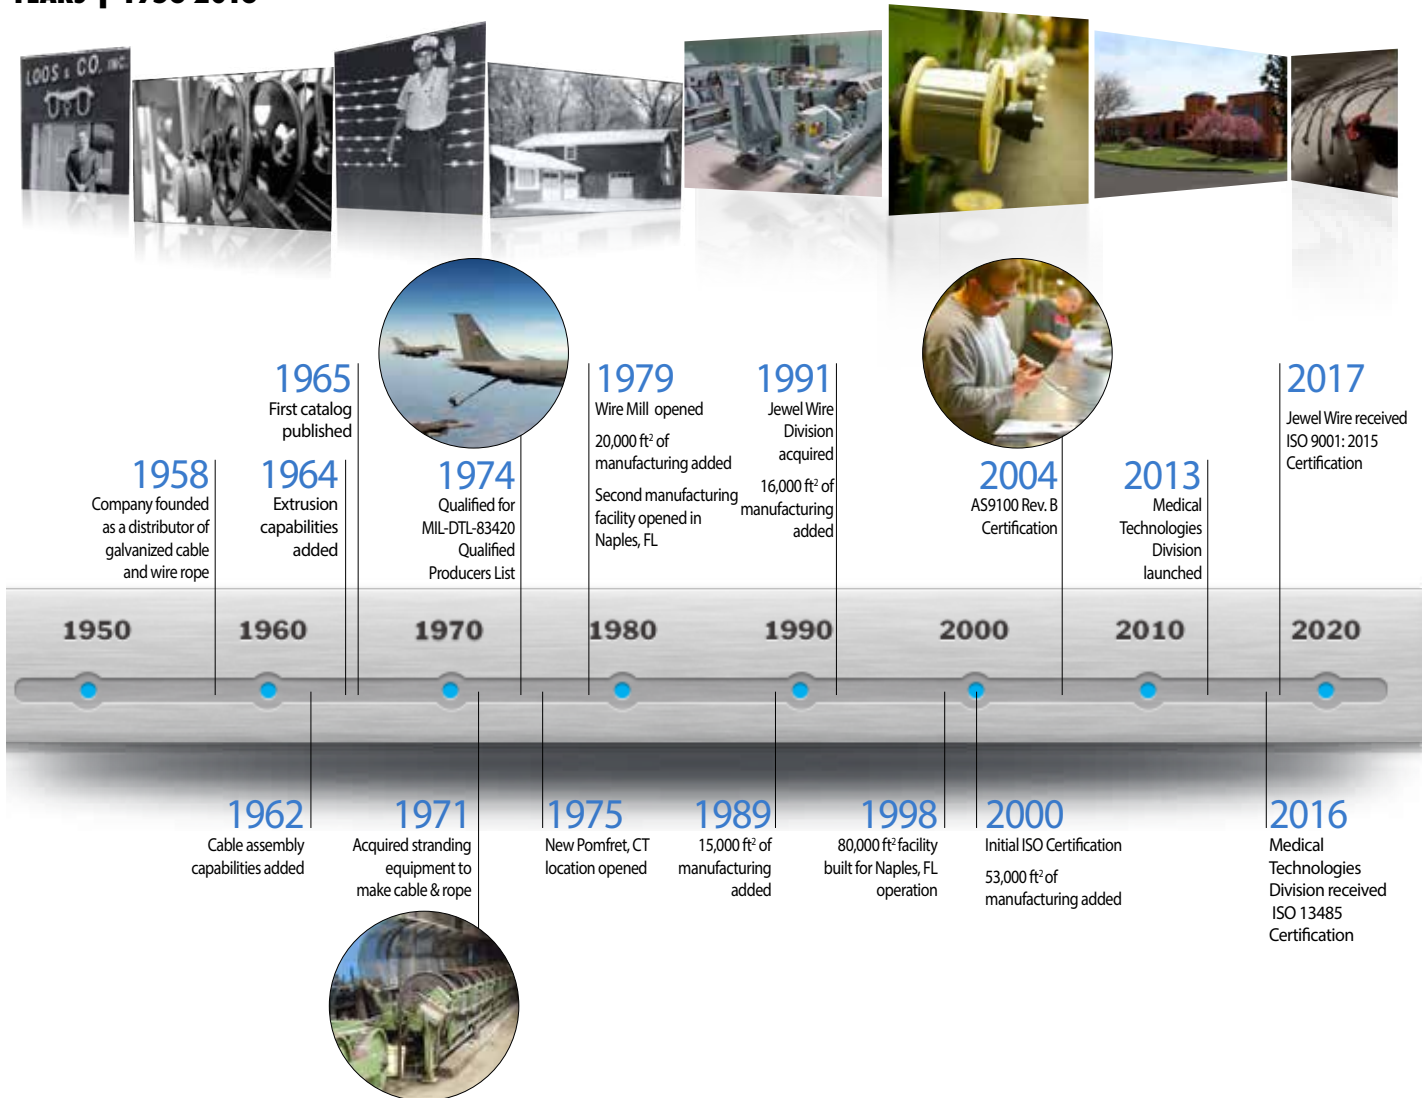 YEARS | 1958-2018
LOOS & CO. INC.
1965
First catalog
published
1979
Wire Mill opened
20,000 ft² of
manufacturing added
Second manufacturing
facility opened in
Naples, FL
1991
Jewel Wire
Division
acquired
16,000 ft² of
manufacturing
added
2017
Jewel Wire received
ISO 9001: 2015
Certification
1958
Company founded
as a distributor of
galvanized cable
and wire rope
1964
Extrusion
capabilities
added
1974
Qualified for
MIL-DTL-83420
Qualified
Producers List
2004
AS9100 Rev. B
Certification
2013
Medical
Technologies
Division
launched
1950 1960 1970 1980 1990 2000 2010 2020
1962
Cable assembly
capabilities added
1971
Acquired stranding
equipment to
make cable & rope
1975
New Pomfret, CT
location opened
1989
15,000 ft² of
manufacturing
added
1998
80,000 ft² facility
built for Naples, FL
operation
2000
Initial ISO Certification
53,000 ft² of
manufacturing added
2016
Medical
Technologies
Division received
ISO 13485
Certification